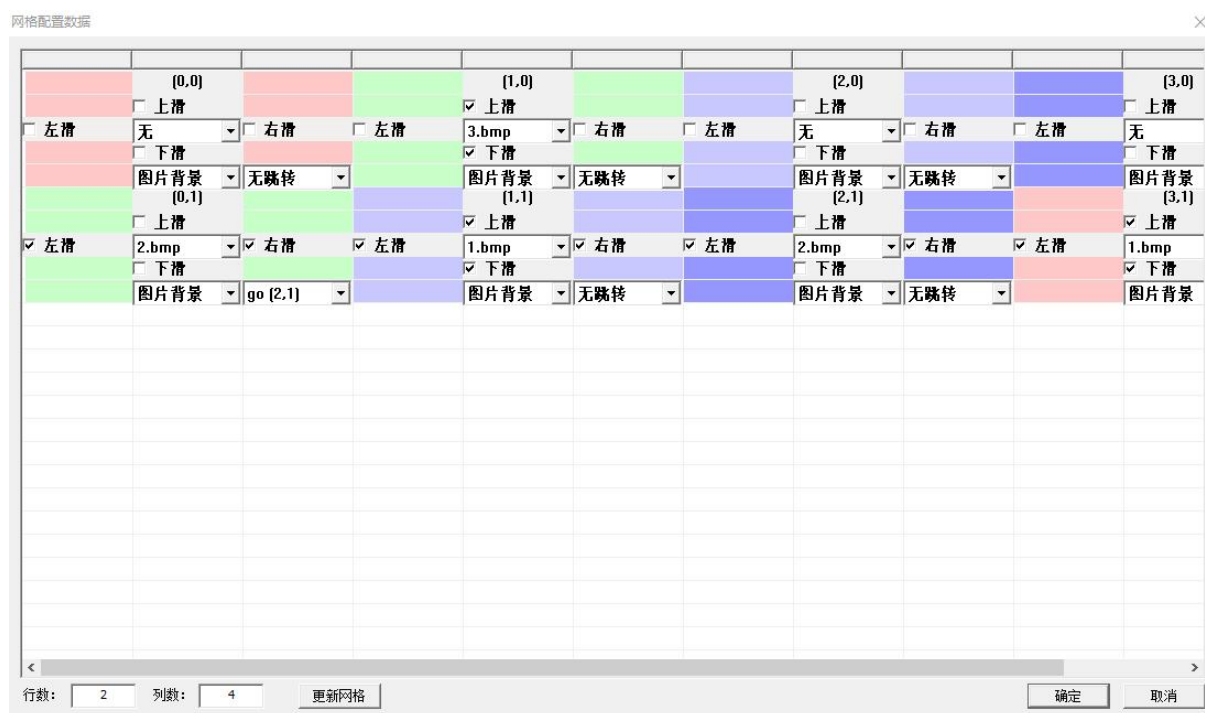 网格配置数据
(0,0) (1,0) (2,0) (3,0)
上滑 上滑 上滑 上滑
左滑 无 右滑 左滑 3.bmp 右滑 左滑 无 右滑 左滑 无
下滑 下滑 下滑 下滑
图片背景 无跳转 图片背景 无跳转 图片背景 无跳转 图片背景
(0,1) (1,1) (2,1) (3,1)
上滑 上滑 上滑 上滑
左滑 2.bmp 右滑 左滑 1.bmp 右滑 左滑 2.bmp 右滑 左滑 1.bmp
下滑 下滑 下滑 下滑
图片背景 go (2,1) 图片背景 无跳转 图片背景 无跳转 图片背景
行数： 2 列数： 4 更新网格 确定 取消